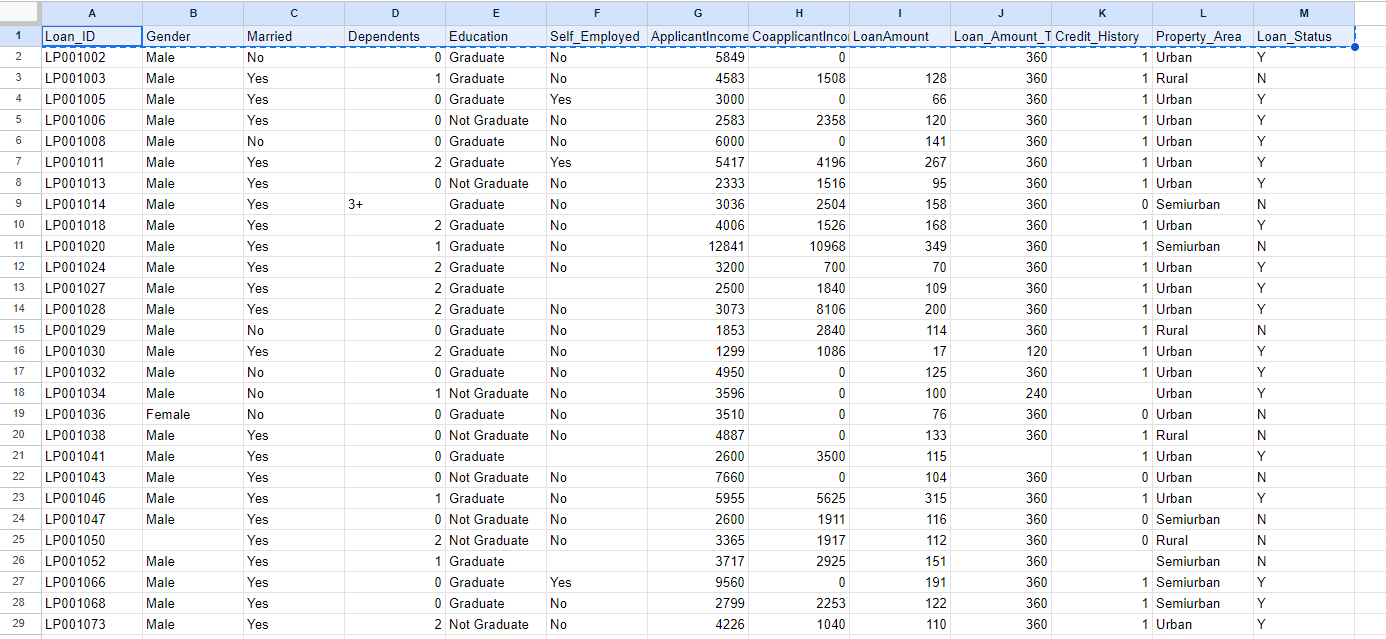 A B C D E F G H I J K L M
1 Loan_ID Gender Married Dependents Education Self_Employed ApplicantIncome CoapplicantIncor LoanAmount Loan_Amount_T Credit_History Property_Area Loan_Status
2 LP001002 Male No 0 Graduate No 5849 0 360 1 Urban Y
3 LP001003 Male Yes 1 Graduate No 4583 1508 128 360 1 Rural N
4 LP001005 Male Yes 0 Graduate Yes 3000 0 66 360 1 Urban Y
5 LP001006 Male Yes 0 Not Graduate No 2583 2358 120 360 1 Urban Y
6 LP001008 Male No 0 Graduate No 6000 0 141 360 1 Urban Y
7 LP001011 Male Yes 2 Graduate Yes 5417 4196 267 360 1 Urban Y
8 LP001013 Male Yes 0 Not Graduate No 2333 1516 95 360 1 Urban Y
9 LP001014 Male Yes 3+ Graduate No 3036 2504 158 360 0 Semiurban N
10 LP001018 Male Yes 2 Graduate No 4006 1526 168 360 1 Urban Y
11 LP001020 Male Yes 1 Graduate No 12841 10968 349 360 1 Semiurban N
12 LP001024 Male Yes 2 Graduate No 3200 700 70 360 1 Urban Y
13 LP001027 Male Yes 2 Graduate 2500 1840 109 360 1 Urban Y
14 LP001028 Male Yes 2 Graduate No 3073 8106 200 360 1 Urban Y
15 LP001029 Male No 0 Graduate No 1853 2840 114 360 1 Rural N
16 LP001030 Male Yes 2 Graduate No 1299 1086 17 120 1 Urban Y
17 LP001032 Male No 0 Graduate No 4950 0 125 360 1 Urban Y
18 LP001034 Male No 1 Not Graduate No 3596 0 100 240 Urban Y
19 LP001036 Female No 0 Graduate No 3510 0 76 360 0 Urban N
20 LP001038 Male Yes 0 Not Graduate No 4887 0 133 360 1 Rural N
21 LP001041 Male Yes 0 Graduate 2600 3500 115 1 Urban Y
22 LP001043 Male Yes 0 Not Graduate No 7660 0 104 360 0 Urban N
23 LP001046 Male Yes 1 Graduate No 5955 5625 315 360 1 Urban Y
24 LP001047 Male Yes 0 Not Graduate No 2600 1911 116 360 0 Semiurban N
25 LP001050 Yes 2 Not Graduate No 3365 1917 112 360 0 Rural N
26 LP001052 Male Yes 1 Graduate 3717 2925 151 360 Semiurban N
27 LP001066 Male Yes 0 Graduate Yes 9560 0 191 360 1 Semiurban Y
28 LP001068 Male Yes 0 Graduate No 2799 2253 122 360 1 Semiurban Y
29 LP001073 Male Yes 2 Not Graduate No 4226 1040 110 360 1 Urban Y